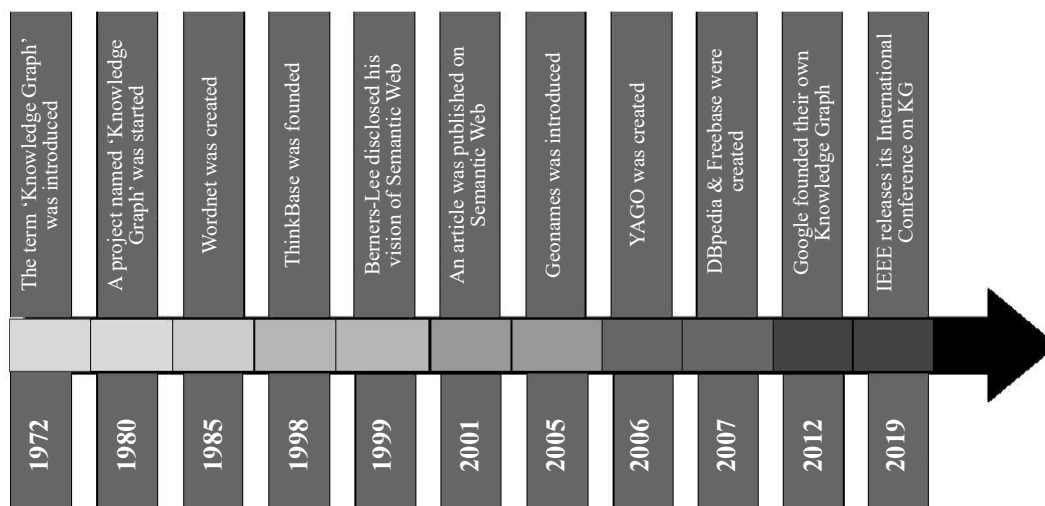 The term ‘Knowledge Graph’
was introduced
A project named ‘Knowledge
Graph’ was started
Wordnet was created
ThinkBase was founded
Berners-Lee disclosed his
vision of Semantic Web
An article was published on
Semantic Web
Geonames was introduced
YAGO was created
DBpedia & Freebase were
created
Google founded their own
Knowledge Graph
IEEE releases its International
Conference on KG
1972
1980
1985
1998
1999
2001
2005
2006
2007
2012
2019